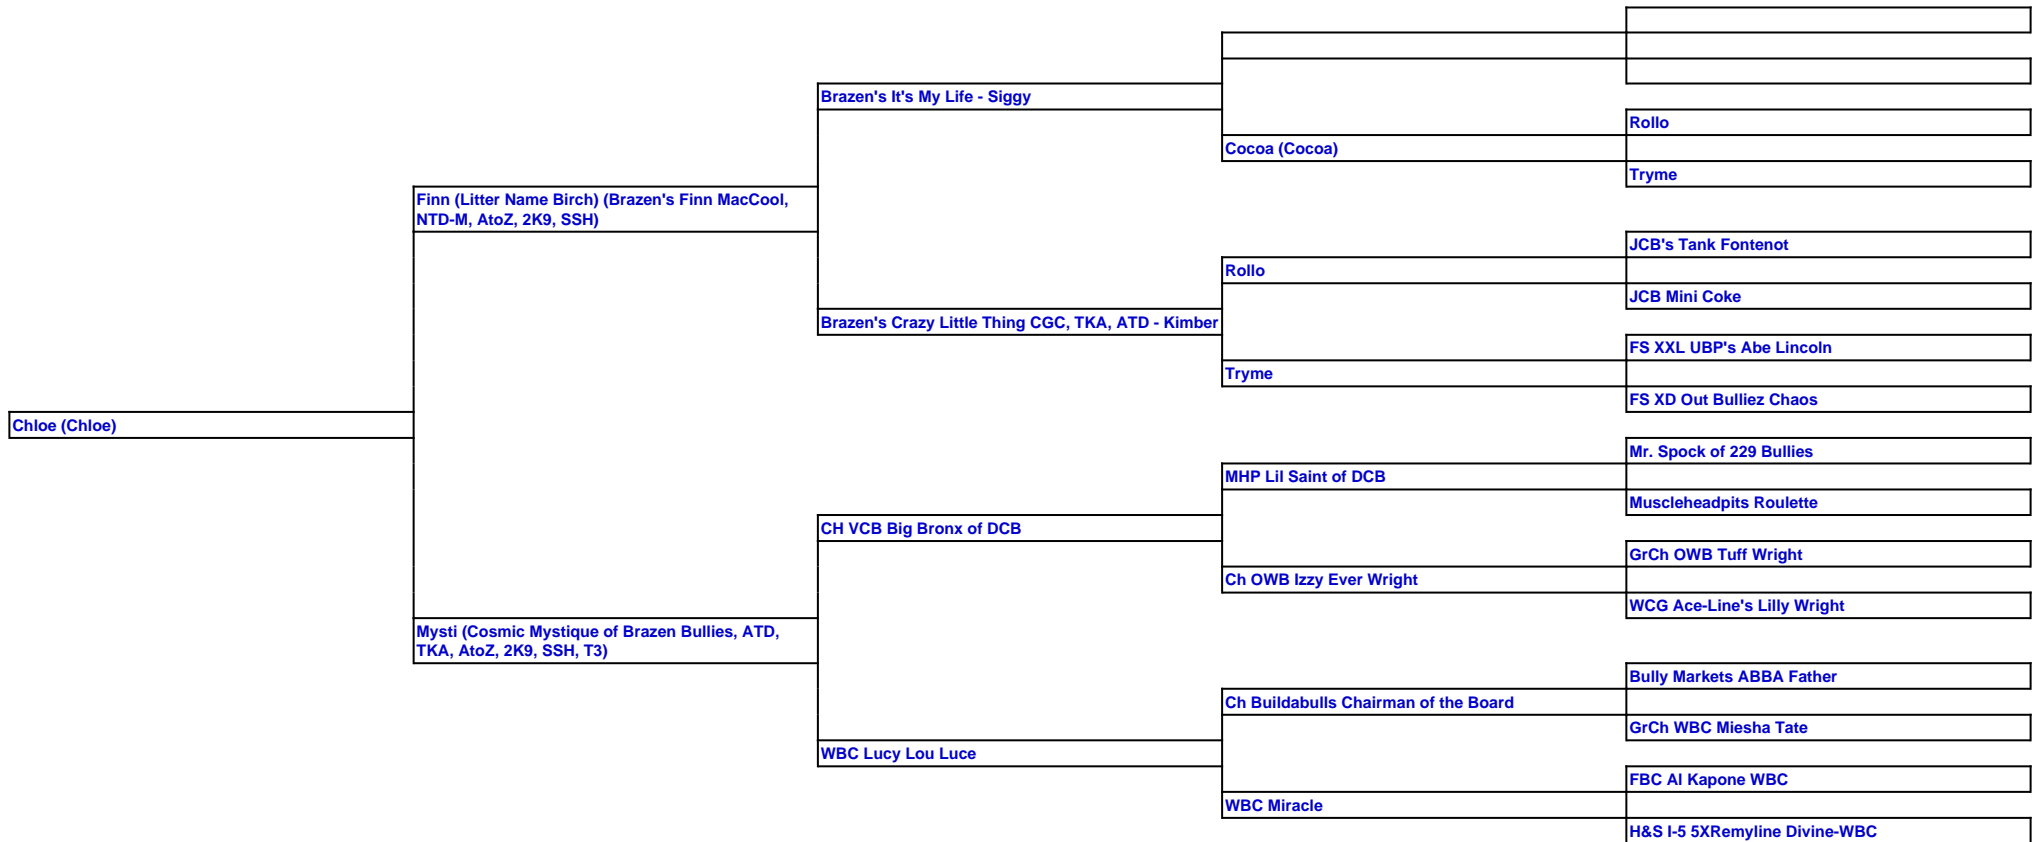 Brazen's It's My Life - Siggy
Rollo
Cocoa (Cocoa)
Tryme
Finn (Litter Name Birch) (Brazen's Finn MacCool,
NTD-M, AtoZ, 2K9, SSH)
JCB's Tank Fontenot
Rollo
JCB Mini Coke
Brazen's Crazy Little Thing CGC, TKA, ATD - Kimber
FS XXL UBP's Abe Lincoln
Tryme
FS XD Out Bulliez Chaos
Chloe (Chloe)
Mr. Spock of 229 Bullies
MHP Lil Saint of DCB
Muscleheadpits Roulette
CH VCB Big Bronx of DCB
GrCh OWB Tuff Wright
Ch OWB Izzy Ever Wright
WCG Ace-Line's Lilly Wright
Mysti (Cosmic Mystique of Brazen Bullies, ATD,
TKA, AtoZ, 2K9, SSH, T3)
Bully Markets ABBA Father
Ch Buildabulls Chairman of the Board
GrCh WBC Miesha Tate
WBC Lucy Lou Luce
FBC Al Kapone WBC
WBC Miracle
H&S I-5 5XRemyline Divine-WBC